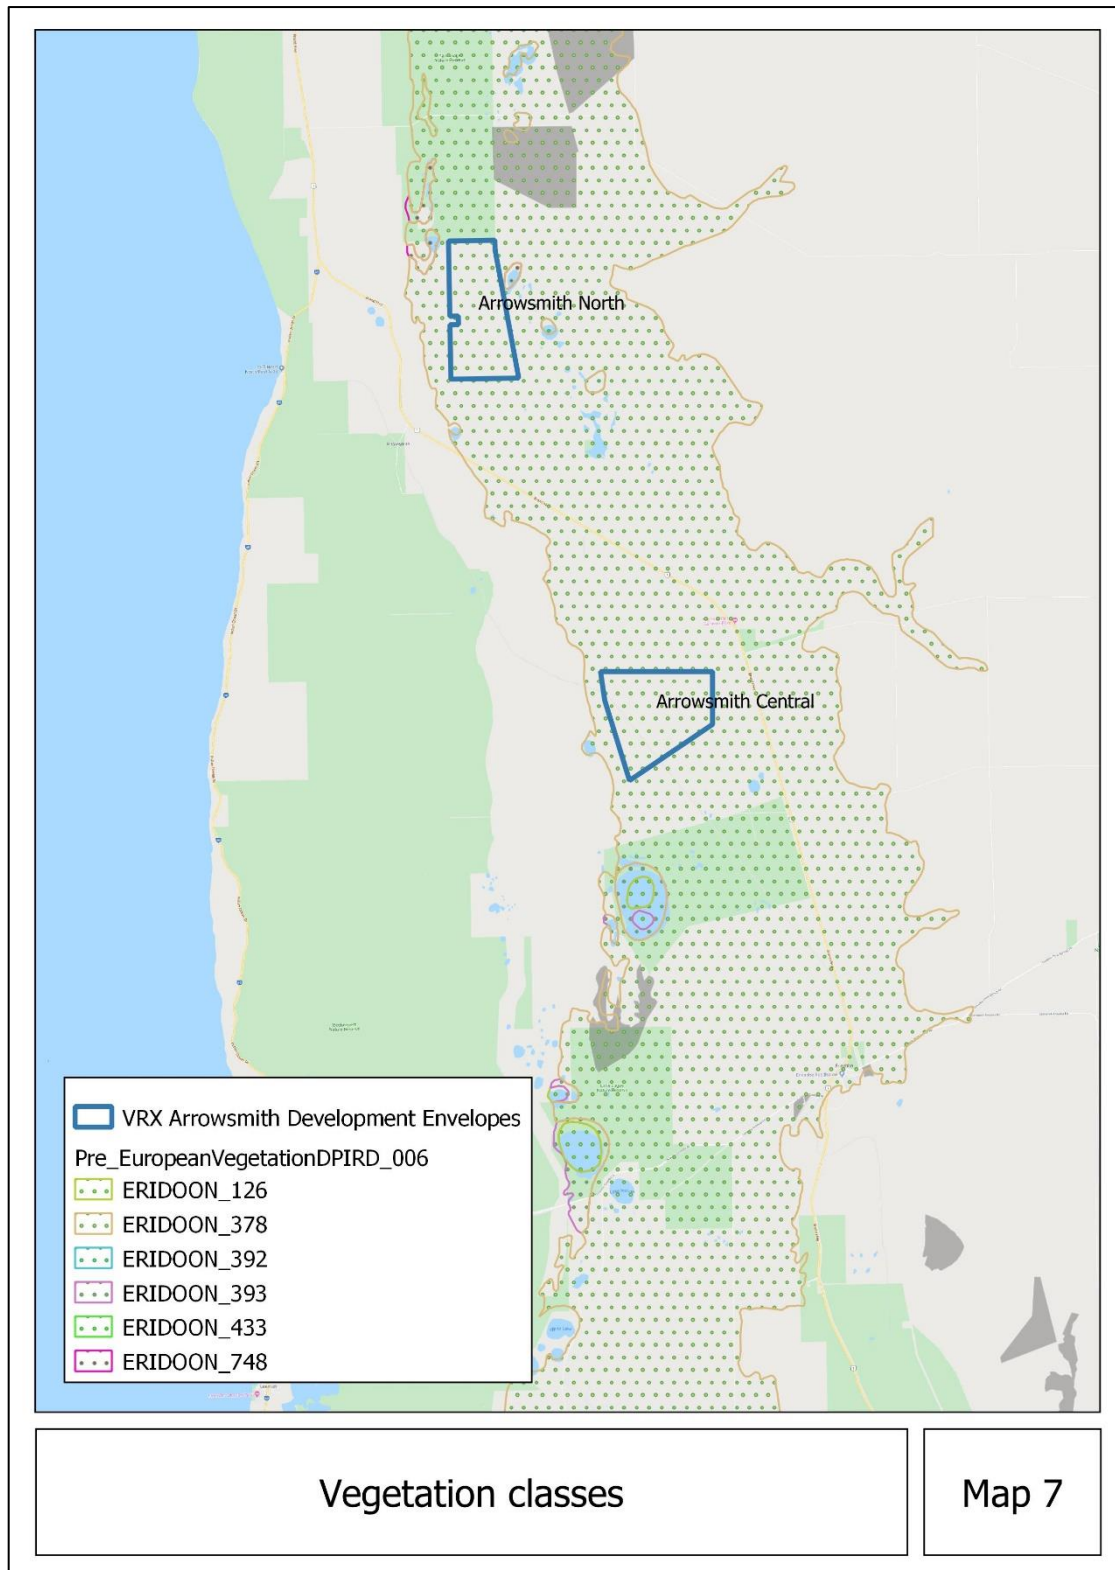 Arrowsmith North
Arrowsmith Central
VRX Arrowsmith Development Envelopes
Pre_EuropeanVegetationDPIRD_006
ERIDOON_126
ERIDOON_378
ERIDOON_392
ERIDOON_393
ERIDOON_433
ERIDOON_748
Vegetation classes
Map 7